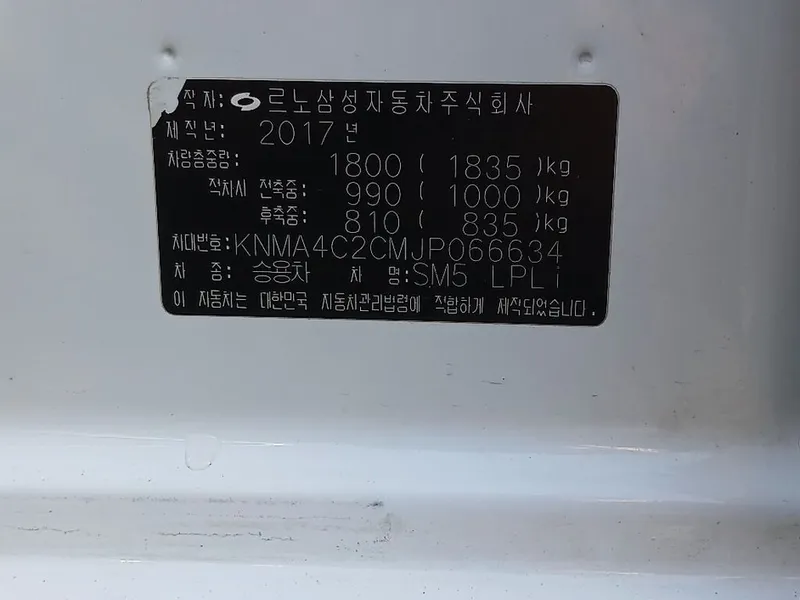 작자: 르노삼성자동차주식회사
제작년: 2017년
차량총중량: 1800 ( 1835 )kg
적차시 전축중: 990 ( 1000 )kg
후축중: 810 ( 835 )kg
차대번호: KNMA4C2CMJP066634
차 종: 승용차 차 명: SM5 LPLi
이 자동차는 대한민국 자동차관리법령에 적합하게 제작되었습니다.